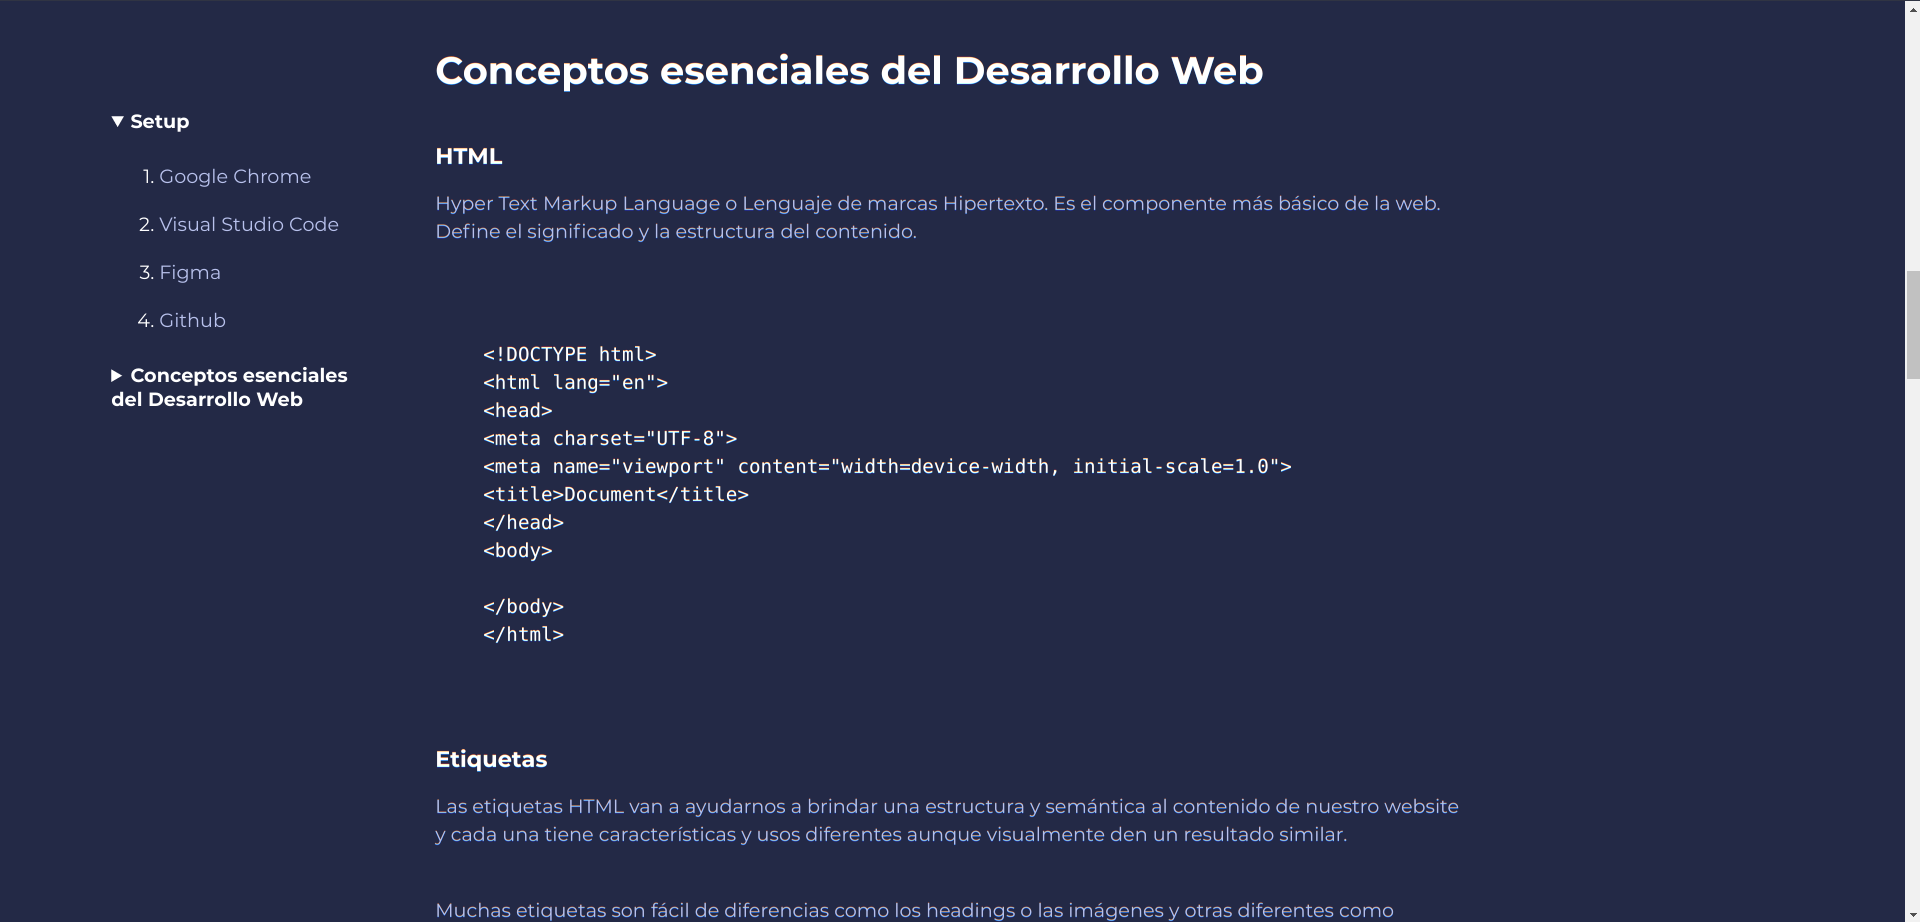 Setup
1. Google Chrome
2. Visual Studio Code
3. Figma
4. Github
Conceptos esenciales
del Desarrollo Web
Conceptos esenciales del Desarrollo Web
HTML
Hyper Text Markup Language o Lenguaje de marcas Hipertexto. Es el componente más básico de la web.
Define el significado y la estructura del contenido.
<!DOCTYPE html>
<html lang="en">
<head>
<meta charset="UTF-8">
<meta name="viewport" content="width=device-width, initial-scale=1.0">
<title>Document</title>
</head>
<body>
</body>
</html>
Etiquetas
Las etiquetas HTML van a ayudarnos a brindar una estructura y semántica al contenido de nuestro website
y cada una tiene características y usos diferentes aunque visualmente den un resultado similar.
Muchas etiquetas son fácil de diferencias como los headings o las imágenes y otras diferentes como